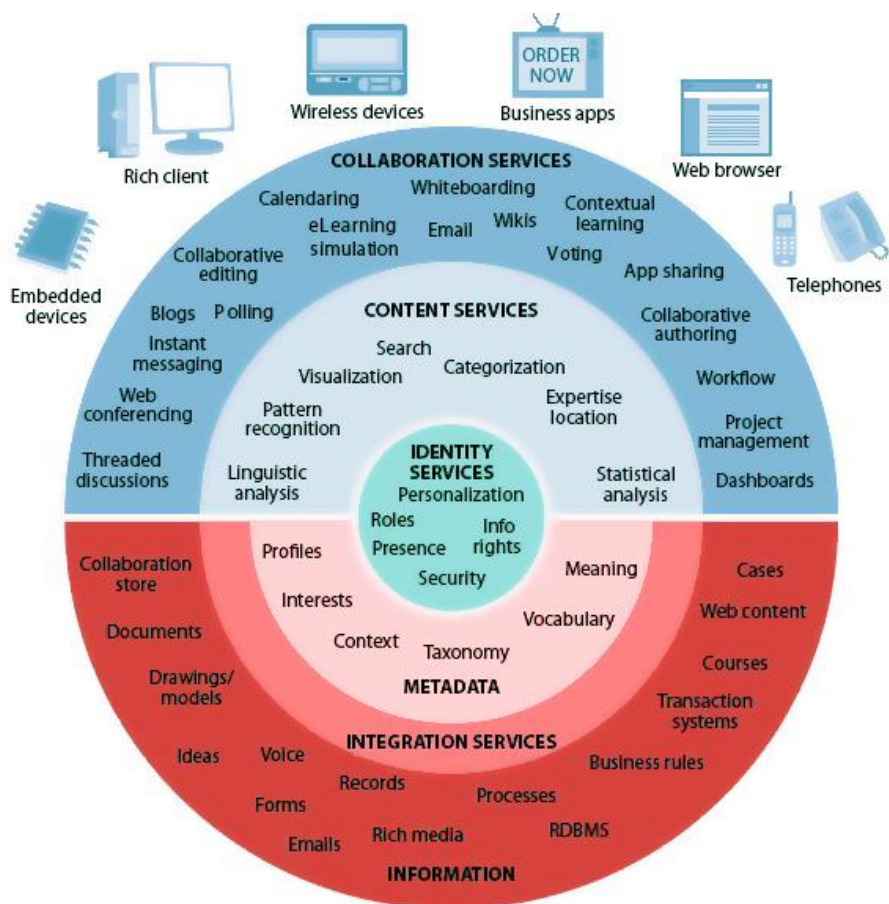 ORDER
NOW
Wireless devices
Business apps
Rich client
Web browser
Embedded
devices
Telephones
COLLABORATION SERVICES
Calendaring
Whiteboarding
Contextual
learning
eLearning
simulation
Email
Wikis
Collaborative
editing
Voting
App sharing
Blogs
Polling
Collaborative
authoring
Instant
messaging
Workflow
Web
conferencing
Project
management
Threaded
discussions
Dashboards
CONTENT SERVICES
Search
Categorization
Visualization
Pattern
recognition
Expertise
location
Linguistic
analysis
Statistical
analysis
IDENTITY
SERVICES
Personalization
Roles
Info
rights
Presence
Security
Profiles
Meaning
Interests
Vocabulary
Context
Taxonomy
METADATA
INTEGRATION SERVICES
Collaboration
store
Cases
Documents
Web content
Drawings/
models
Courses
Transaction
systems
Ideas
Voice
Business rules
Records
Processes
Forms
Emails
Rich media
RDBMS
INFORMATION